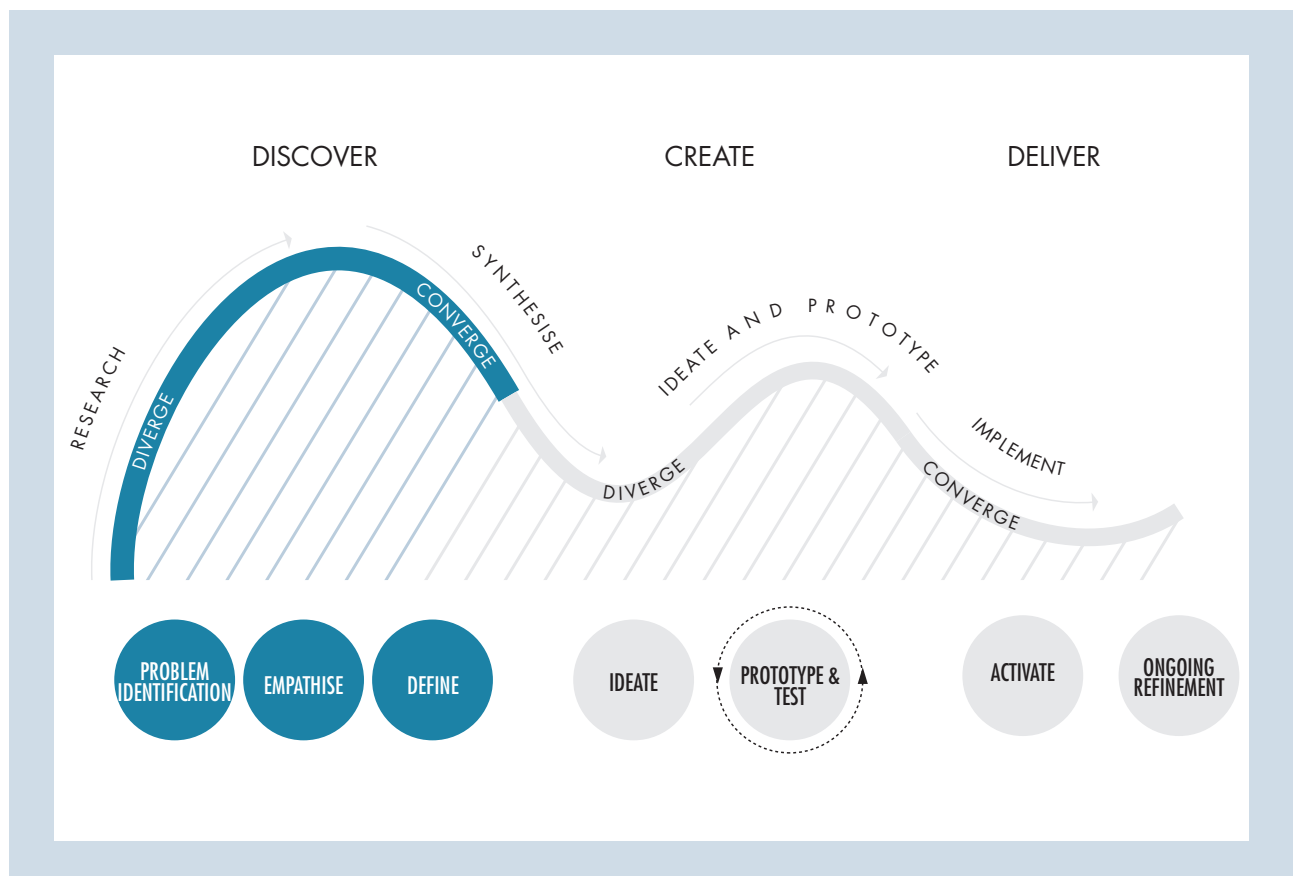 DISCOVER
CREATE
DELIVER
RESEARCH
DIVERGE
CONVERGE
SYNTHESISE
DIVERGE
IDEATE AND PROTOTYPE
CONVERGE
IMPLEMENT
PROBLEM
IDENTIFICATION
EMPATHISE
DEFINE
IDEATE
PROTOTYPE &
TEST
ACTIVATE
ONGOING
REFINEMENT